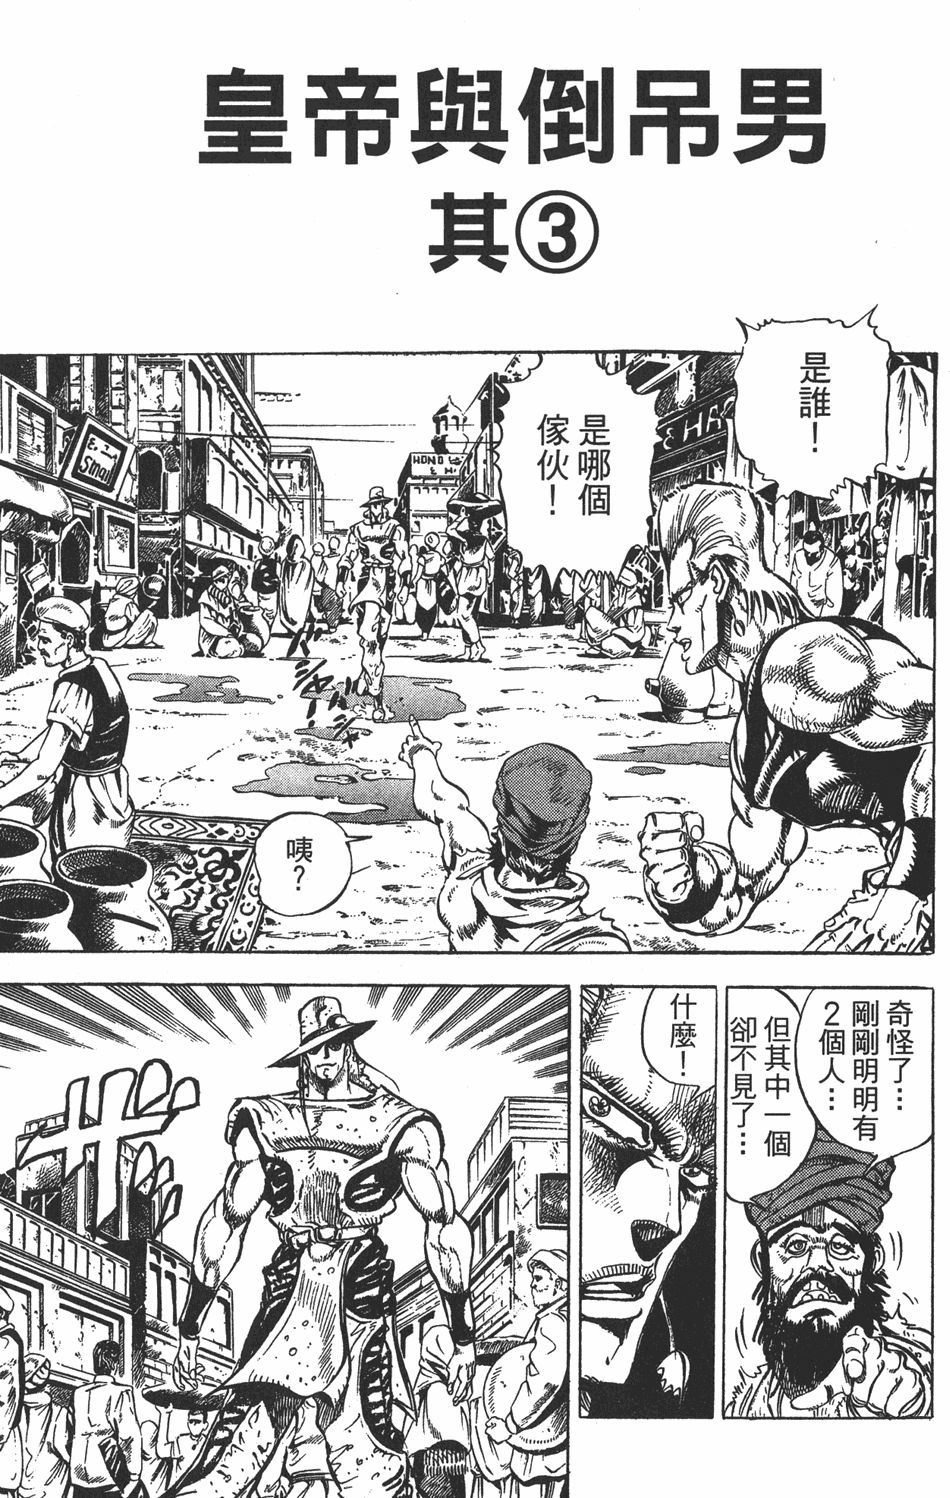 皇帝與倒吊男
其③
是誰！
是哪個
傢伙！
咦？
奇怪了…
剛剛明明有
2個人…
但其中一個
卻不見了…
什麼！
HONG
& H